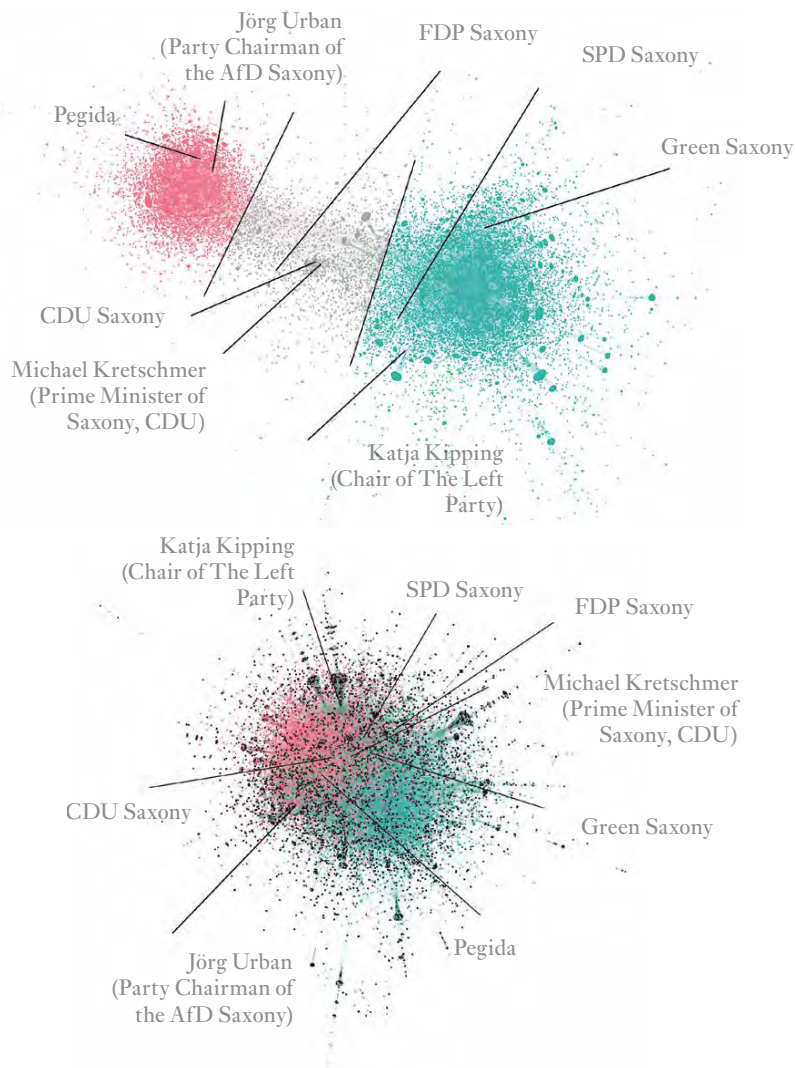 Jörg Urban
(Party Chairman of
the AfD Saxony)
FDP Saxony
SPD Saxony
Pegida
Green Saxony
CDU Saxony
Michael Kretschmer
(Prime Minister of
Saxony, CDU)
Katja Kipping
(Chair of The Left
Party)
Katja Kipping
(Chair of The Left
Party)
SPD Saxony
FDP Saxony
Michael Kretschmer
(Prime Minister of
Saxony, CDU)
CDU Saxony
Green Saxony
Pegida
Jörg Urban
(Party Chairman of
the AfD Saxony)